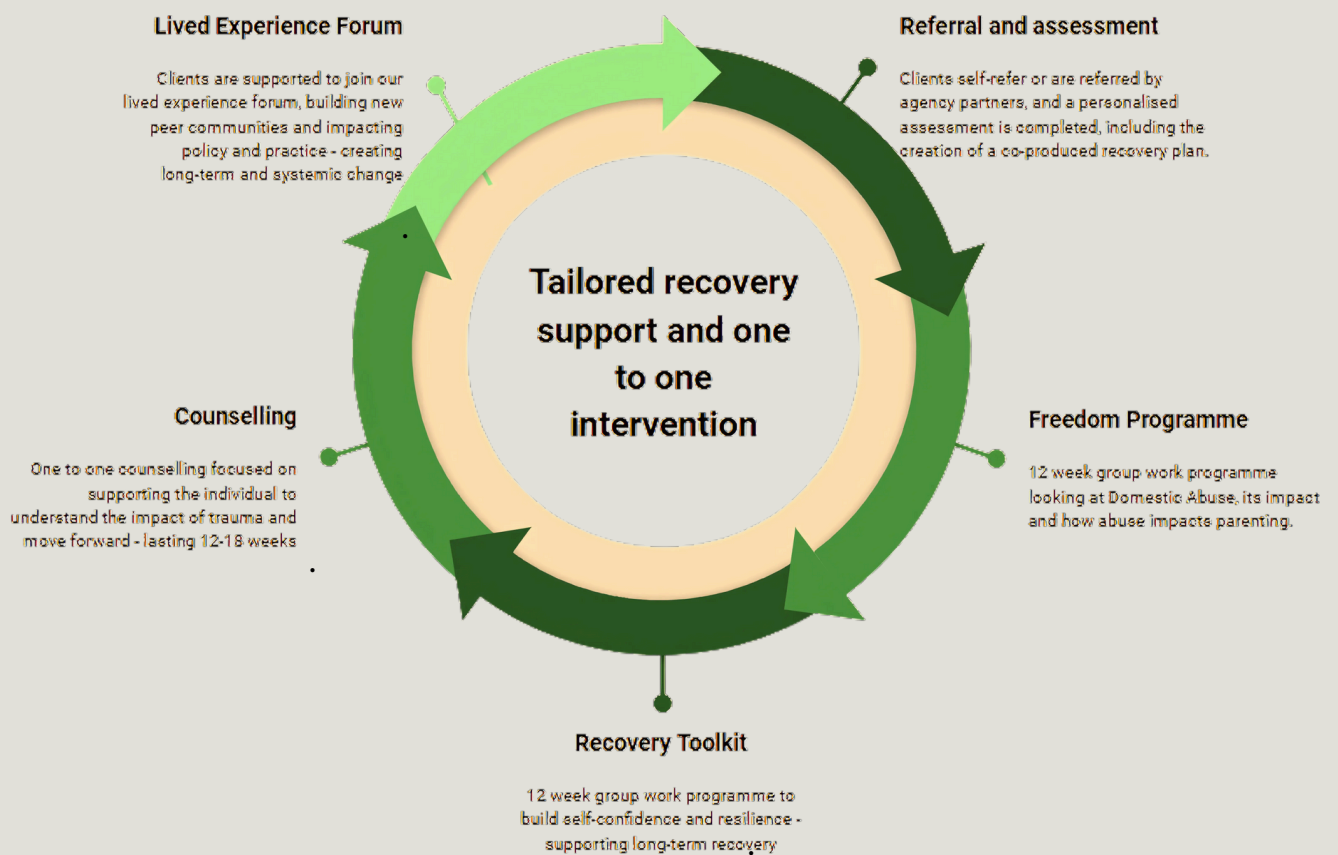 Lived Experience Forum
Clients are supported to join our
lived experience forum, building new
peer communities and impacting
policy and practice - creating
long-term and systemic change
Referral and assessment
Clients self-refer or are referred by
agency partners, and a personalised
assessment is completed, including the
creation of a co-produced recovery plan.
Tailored recovery
support and one
to one
intervention
Counselling
One to one counselling focused on
supporting the individual to
understand the impact of trauma and
move forward - lasting 12-18 weeks
Freedom Programme
12 week group work programme
looking at Domestic Abuse, its impact
and how abuse impacts parenting.
Recovery Toolkit
12 week group work programme to
build self-confidence and resilience -
supporting long-term recovery